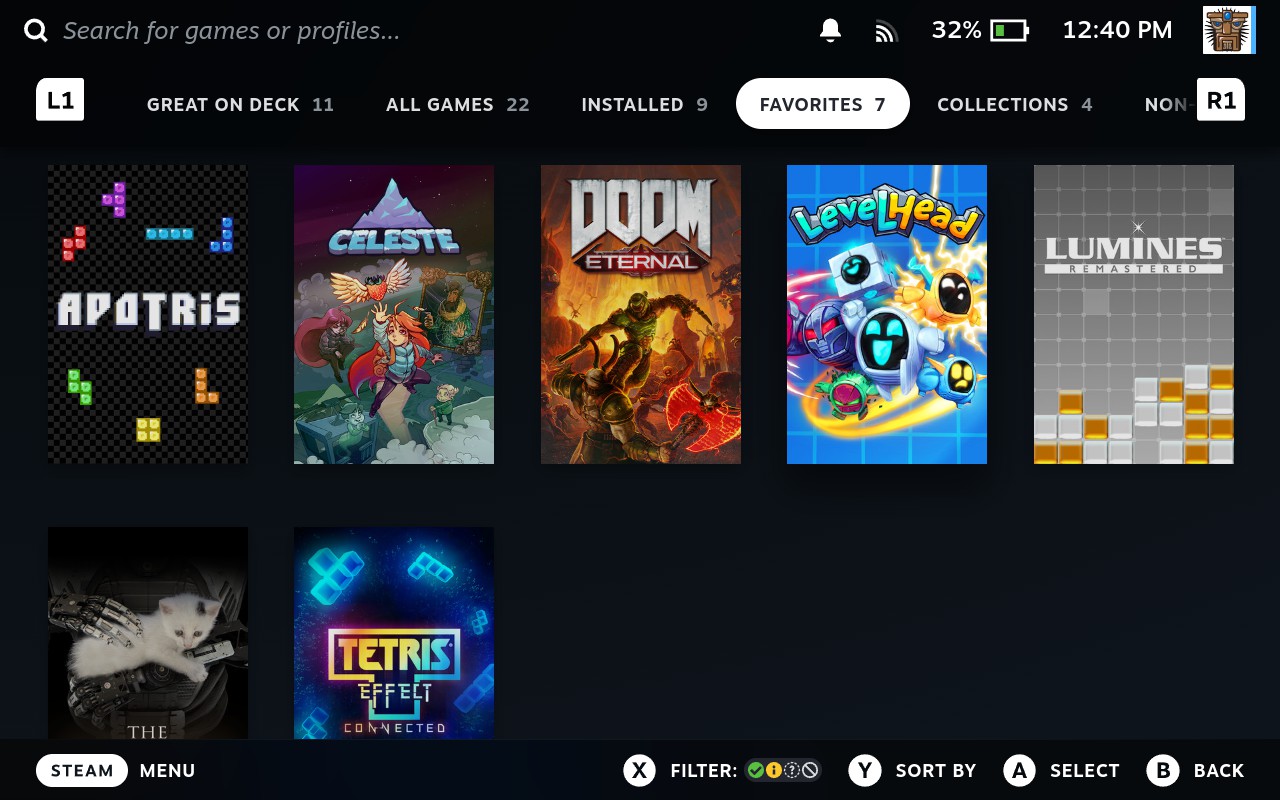 Search for games or profiles...
32%
12:40 PM
L1
GREAT ON DECK 11
ALL GAMES 22
INSTALLED 9
FAVORITES 7
COLLECTIONS 4
NON-
R1
APOTRIS
CELESTE
DOOM
ETERNAL
LEVELHEAD
LUMINES
REMASTERED
THE
TETRIS
EFFECT
CONNECTED
STEAM MENU
X FILTER:
Y SORT BY
A SELECT
B BACK